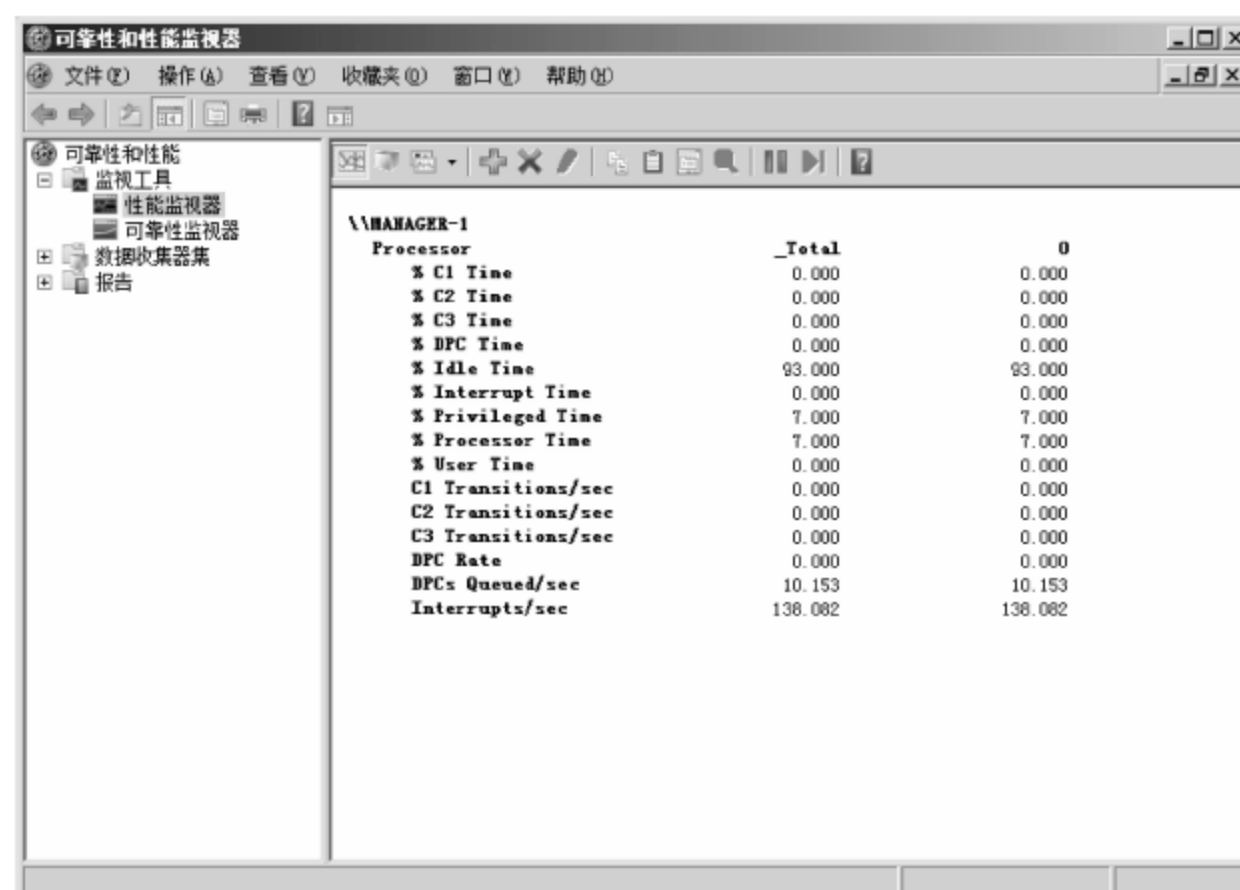 可靠性和性能监视器
文件(F) 操作(A) 查看(V) 收藏夹(O) 窗口(W) 帮助(H)
可靠性和性能
监视工具
性能监视器
可靠性监视器
数据收集器集
报告
\\MANAGER-1
Processor _Total 0
% C1 Time 0.000 0.000
% C2 Time 0.000 0.000
% C3 Time 0.000 0.000
% DPC Time 0.000 0.000
% Idle Time 93.000 93.000
% Interrupt Time 0.000 0.000
% Privileged Time 7.000 7.000
% Processor Time 7.000 7.000
% User Time 0.000 0.000
C1 Transitions/sec 0.000 0.000
C2 Transitions/sec 0.000 0.000
C3 Transitions/sec 0.000 0.000
DPC Rate 0.000 0.000
DPCs Queued/sec 10.153 10.153
Interrupts/sec 138.082 138.082